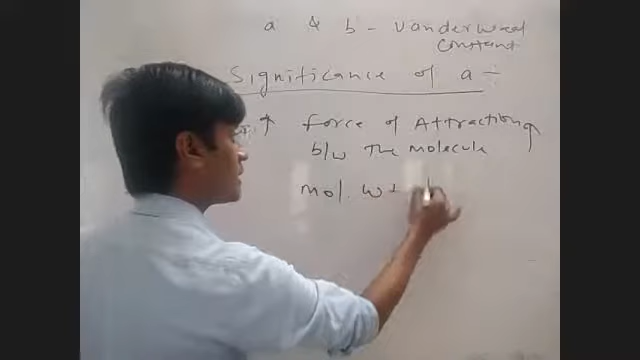 a & b - Vanderwaal
Constant
Significance of a ÷
↑ Force of Attraction
b/w The molecule
mol. wt